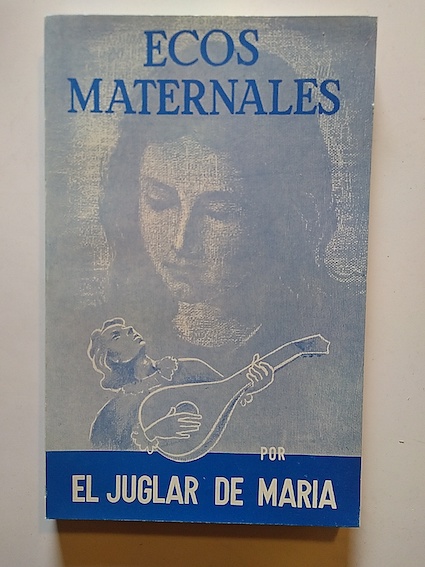 ECOS
MATERNALES
POR
EL JUGLAR DE MARIA